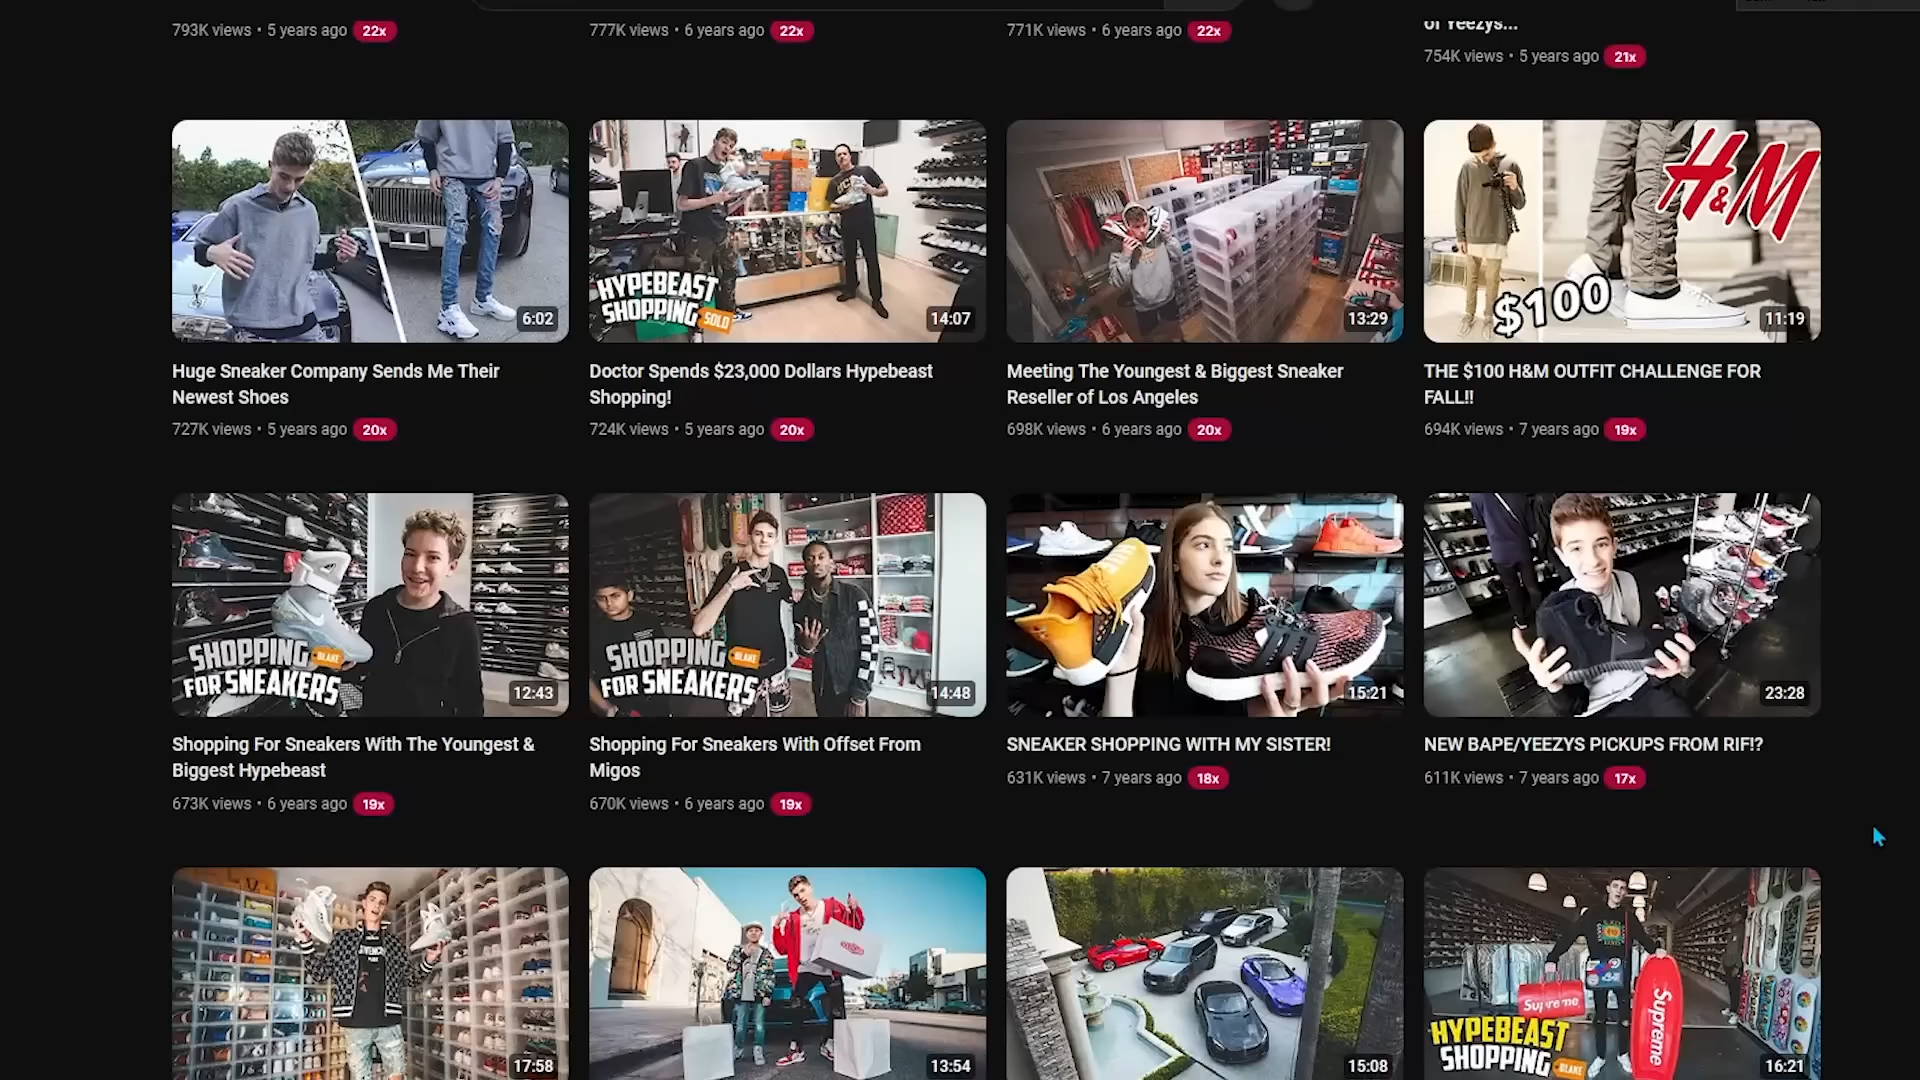 793K views • 5 years ago 22x
777K views • 6 years ago 22x
771K views • 6 years ago 22x
of Yeezys...
754K views • 5 years ago 21x
6:02
HYPEBEAST
SHOPPING SOLO
14:07
13:29
H&M
$100
11:19
Huge Sneaker Company Sends Me Their
Newest Shoes
727K views • 5 years ago 20x
Doctor Spends $23,000 Dollars Hypebeast
Shopping!
724K views • 5 years ago 20x
Meeting The Youngest & Biggest Sneaker
Reseller of Los Angeles
698K views • 6 years ago 20x
THE $100 H&M OUTFIT CHALLENGE FOR
FALL!!
694K views • 7 years ago 19x
SHOPPING BLAKE
FOR SNEAKERS
12:43
SHOPPING BLAKE
FOR SNEAKERS
14:48
15:21
23:28
Shopping For Sneakers With The Youngest &
Biggest Hypebeast
673K views • 6 years ago 19x
Shopping For Sneakers With Offset From
Migos
670K views • 6 years ago 19x
SNEAKER SHOPPING WITH MY SISTER!
631K views • 7 years ago 18x
NEW BAPE/YEEZYS PICKUPS FROM RIF!?
611K views • 7 years ago 17x
17:58
13:54
15:08
Supreme
Supreme
HYPEBEAST
SHOPPING BLAKE
16:21